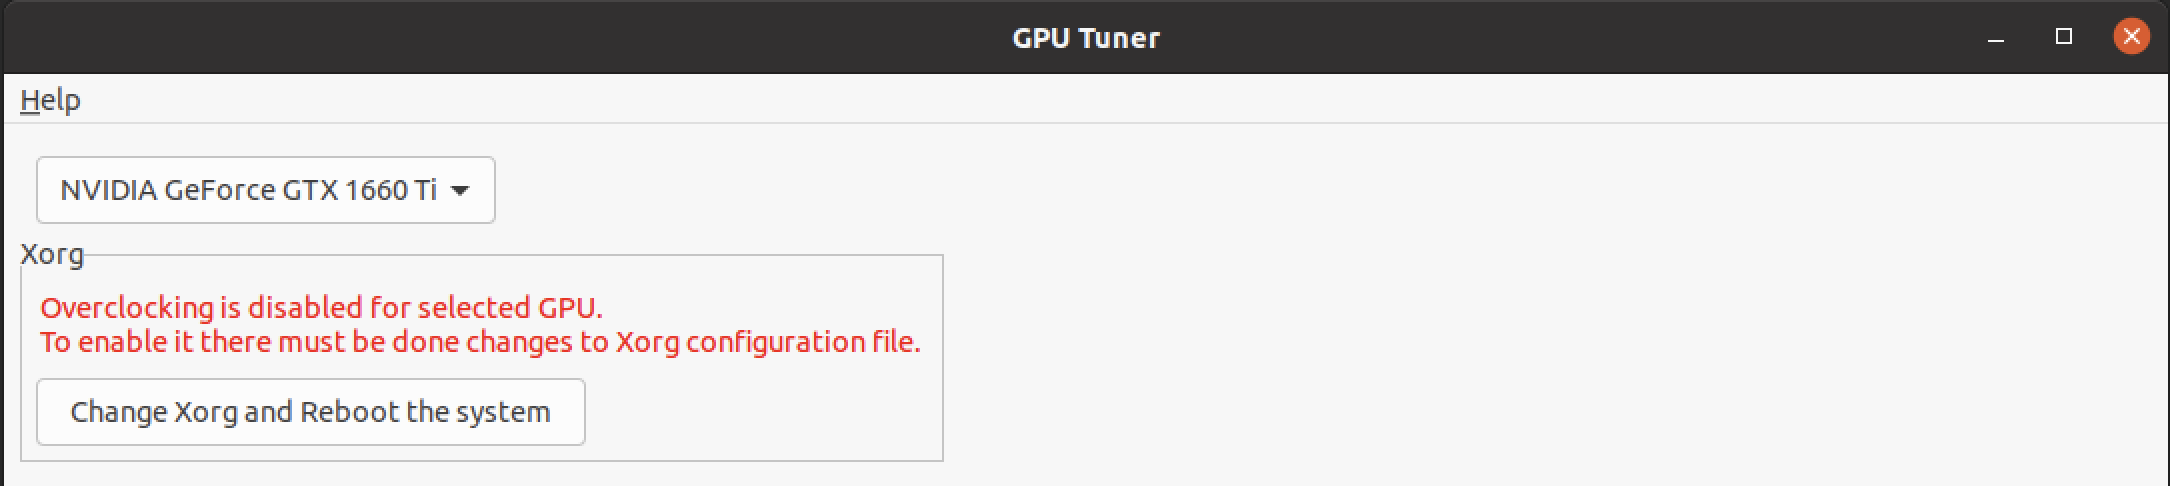 GPU Tuner
Help
NVIDIA GeForce GTX 1660 Ti
Xorg
Overclocking is disabled for selected GPU.
To enable it there must be done changes to Xorg configuration file.
Change Xorg and Reboot the system